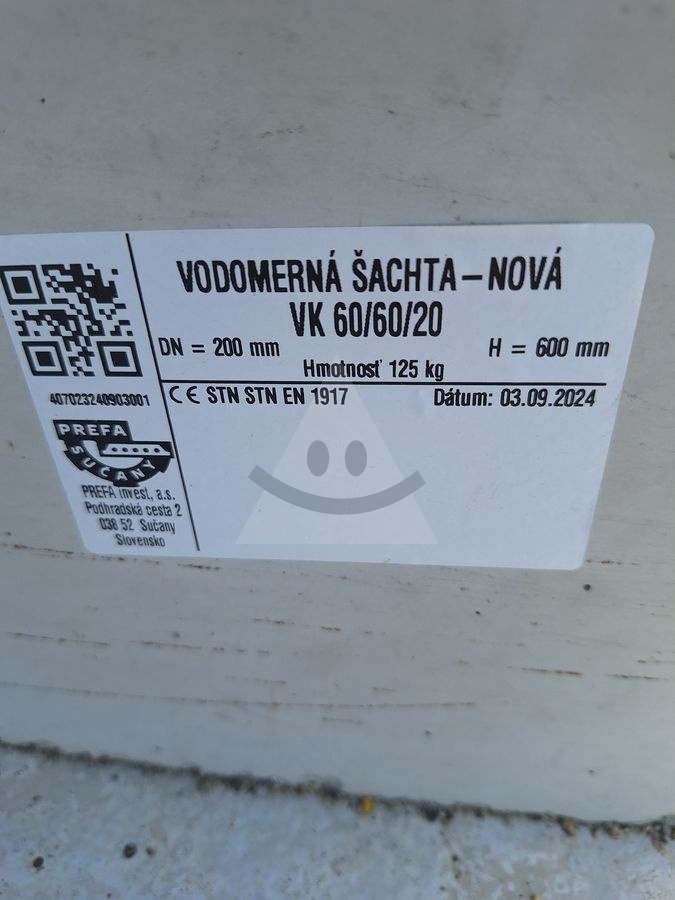 VODOMERNÁ ŠACHTA – NOVÁ
VK 60/60/20
DN = 200 mm
H = 600 mm
Hmotnosť 125 kg
CE STN STN EN 1917
Dátum: 03.09.2024
407023240903001
PREFA
SUČANY
PREFA invest, a.s.
Podhradská cesta 2
038 52 Sučany
Slovensko